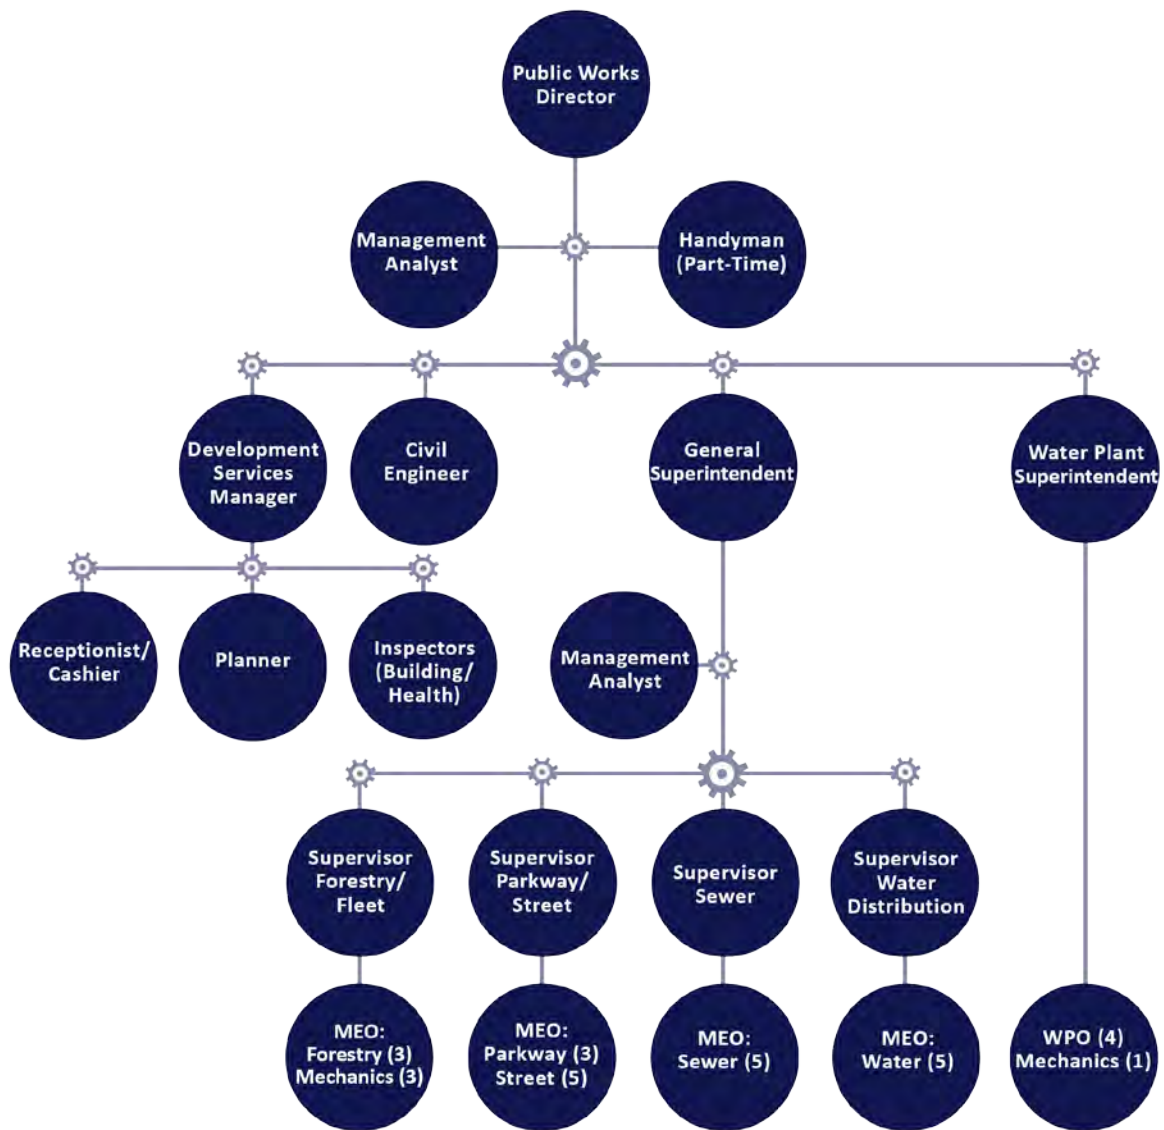 Public Works
Director
Management
Analyst
Handyman
(Part-Time)
Development
Services
Manager
Civil
Engineer
General
Superintendent
Water Plant
Superintendent
Receptionist/
Cashier
Planner
Inspectors
(Building/
Health)
Management
Analyst
Supervisor
Forestry/
Fleet
Supervisor
Parkway/
Street
Supervisor
Sewer
Supervisor
Water
Distribution
MEO:
Forestry (3)
Mechanics (3)
MEO:
Parkway (3)
Street (5)
MEO:
Sewer (5)
MEO:
Water (5)
WPO (4)
Mechanics (1)